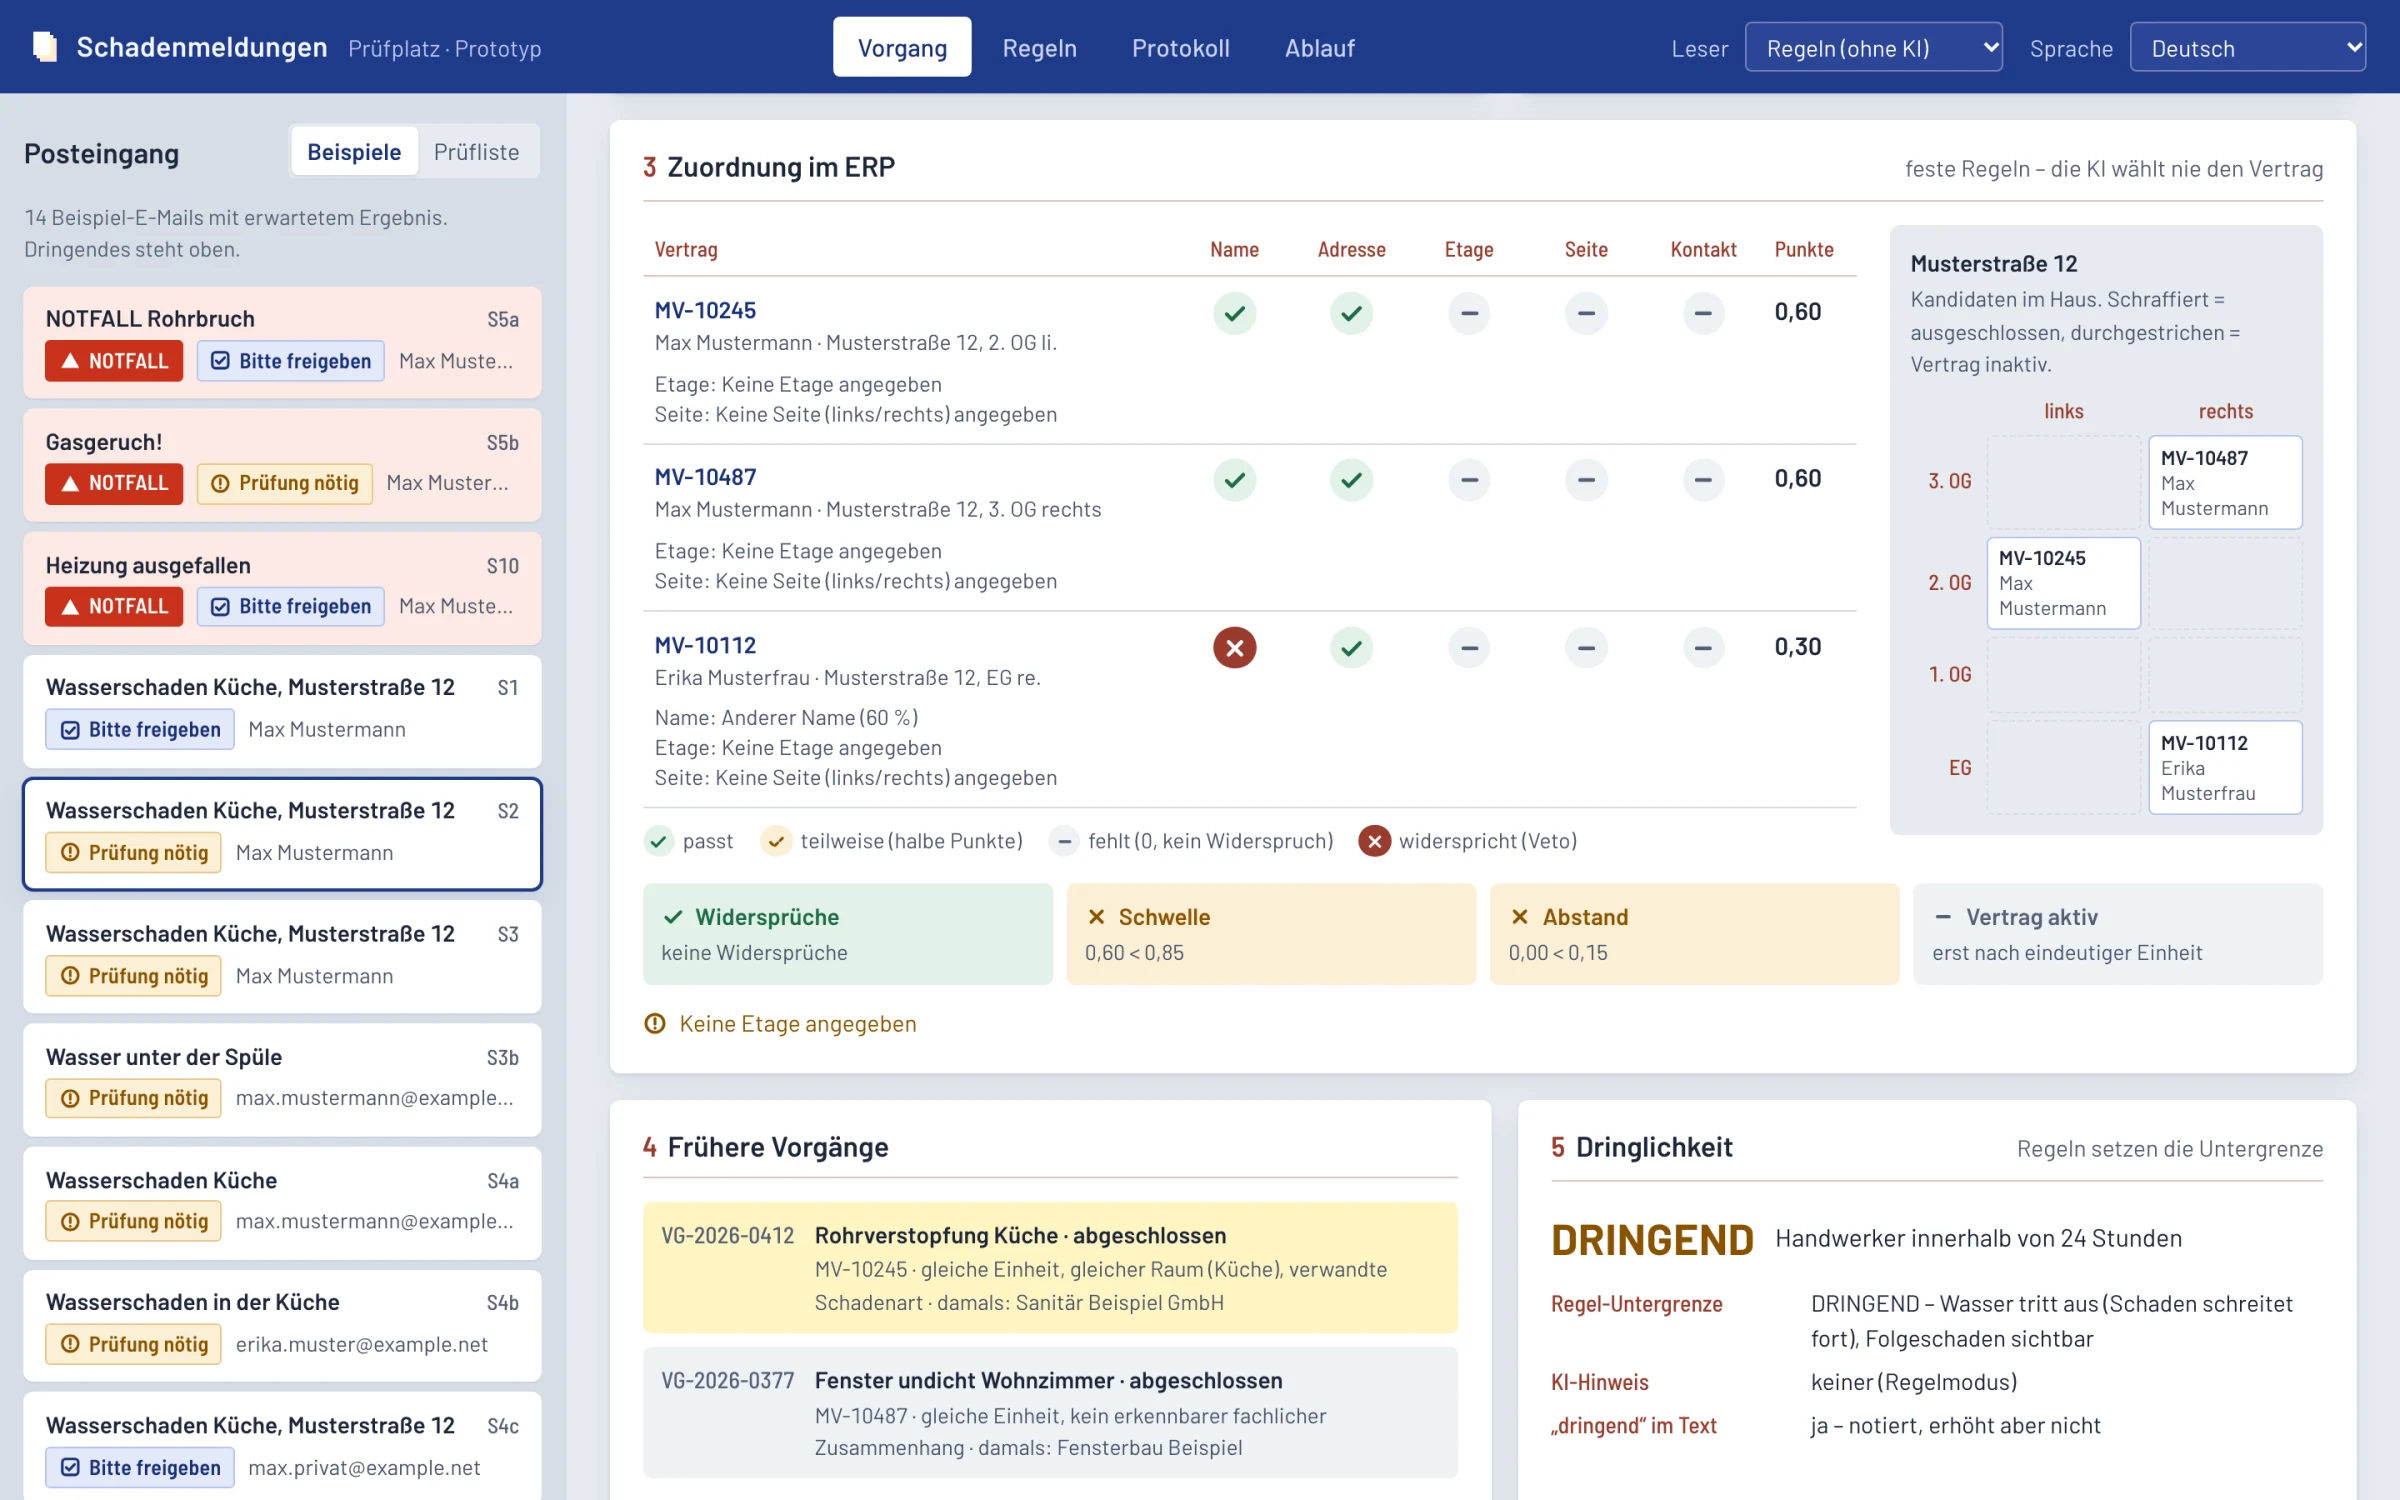 Schadenmeldungen Prüfplatz · Prototyp
Vorgang Regeln Protokoll Ablauf
Leser Regeln (ohne KI) Sprache Deutsch
Posteingang Beispiele Prüfliste
14 Beispiel-E-Mails mit erwartetem Ergebnis.
Dringendes steht oben.
NOTFALL Rohrbruch S5a
NOTFALL Bitte freigeben Max Muste...
Gasgeruch! S5b
NOTFALL Prüfung nötig Max Muster...
Heizung ausgefallen S10
NOTFALL Bitte freigeben Max Muste...
Wasserschaden Küche, Musterstraße 12 S1
Bitte freigeben Max Mustermann
Wasserschaden Küche, Musterstraße 12 S2
Prüfung nötig Max Mustermann
Wasserschaden Küche, Musterstraße 12 S3
Prüfung nötig Max Mustermann
Wasser unter der Spüle S3b
Prüfung nötig max.mustermann@example...
Wasserschaden Küche S4a
Prüfung nötig max.mustermann@example...
Wasserschaden in der Küche S4b
Prüfung nötig erika.muster@example.net
Wasserschaden Küche, Musterstraße 12 S4c
Bitte freigeben max.privat@example.net
3 Zuordnung im ERP
feste Regeln – die KI wählt nie den Vertrag
Vertrag Name Adresse Etage Seite Kontakt Punkte
MV-10245 0,60
Max Mustermann · Musterstraße 12, 2. OG li.
Etage: Keine Etage angegeben
Seite: Keine Seite (links/rechts) angegeben
MV-10487 0,60
Max Mustermann · Musterstraße 12, 3. OG rechts
Etage: Keine Etage angegeben
Seite: Keine Seite (links/rechts) angegeben
MV-10112 0,30
Erika Musterfrau · Musterstraße 12, EG re.
Name: Anderer Name (60 %)
Etage: Keine Etage angegeben
Seite: Keine Seite (links/rechts) angegeben
passt teilweise (halbe Punkte) fehlt (0, kein Widerspruch) widerspricht (Veto)
Musterstraße 12
Kandidaten im Haus. Schraffiert =
ausgeschlossen, durchgestrichen =
Vertrag inaktiv.
links rechts
3. OG
MV-10487
Max
Mustermann
2. OG
MV-10245
Max
Mustermann
1. OG
EG
MV-10112
Erika
Musterfrau
Widersprüche
keine Widersprüche
Schwelle
0,60 < 0,85
Abstand
0,00 < 0,15
Vertrag aktiv
erst nach eindeutiger Einheit
Keine Etage angegeben
4 Frühere Vorgänge
VG-2026-0412 Rohrverstopfung Küche · abgeschlossen
MV-10245 · gleiche Einheit, gleicher Raum (Küche), verwandte
Schadenart · damals: Sanitär Beispiel GmbH
VG-2026-0377 Fenster undicht Wohnzimmer · abgeschlossen
MV-10487 · gleiche Einheit, kein erkennbarer fachlicher
Zusammenhang · damals: Fensterbau Beispiel
5 Dringlichkeit
Regeln setzen die Untergrenze
DRINGEND Handwerker innerhalb von 24 Stunden
Regel-Untergrenze DRINGEND – Wasser tritt aus (Schaden schreitet
fort), Folgeschaden sichtbar
KI-Hinweis keiner (Regelmodus)
„dringend“ im Text ja – notiert, erhöht aber nicht